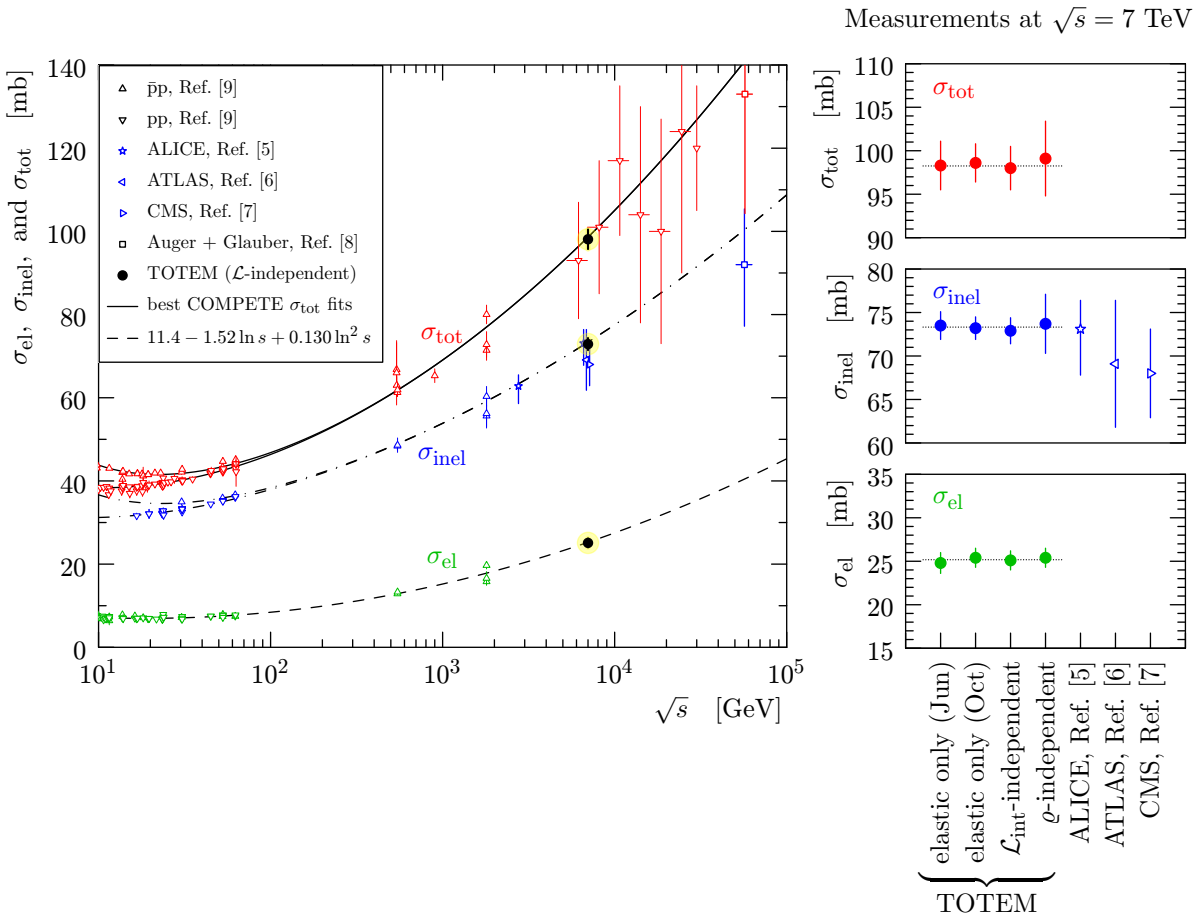 Measurements at √s = 7 TeV
σel, σinel, and σtot [mb]
140
120
100
80
60
40
20
0
p̄p, Ref. [9]
pp, Ref. [9]
ALICE, Ref. [5]
ATLAS, Ref. [6]
CMS, Ref. [7]
Auger + Glauber, Ref. [8]
TOTEM (ℒ-independent)
best COMPETE σtot fits
11.4 − 1.52 ln s + 0.130 ln² s
σtot
σinel
σel
10¹
10²
10³
10⁴
10⁵
√s [GeV]
σtot [mb]
110
105
100
95
90
σtot
σinel [mb]
80
75
70
65
60
σinel
σel [mb]
35
30
25
20
15
σel
elastic only (Jun)
elastic only (Oct)
ℒint-independent
ϱ-independent
ALICE, Ref. [5]
ATLAS, Ref. [6]
CMS, Ref. [7]
TOTEM